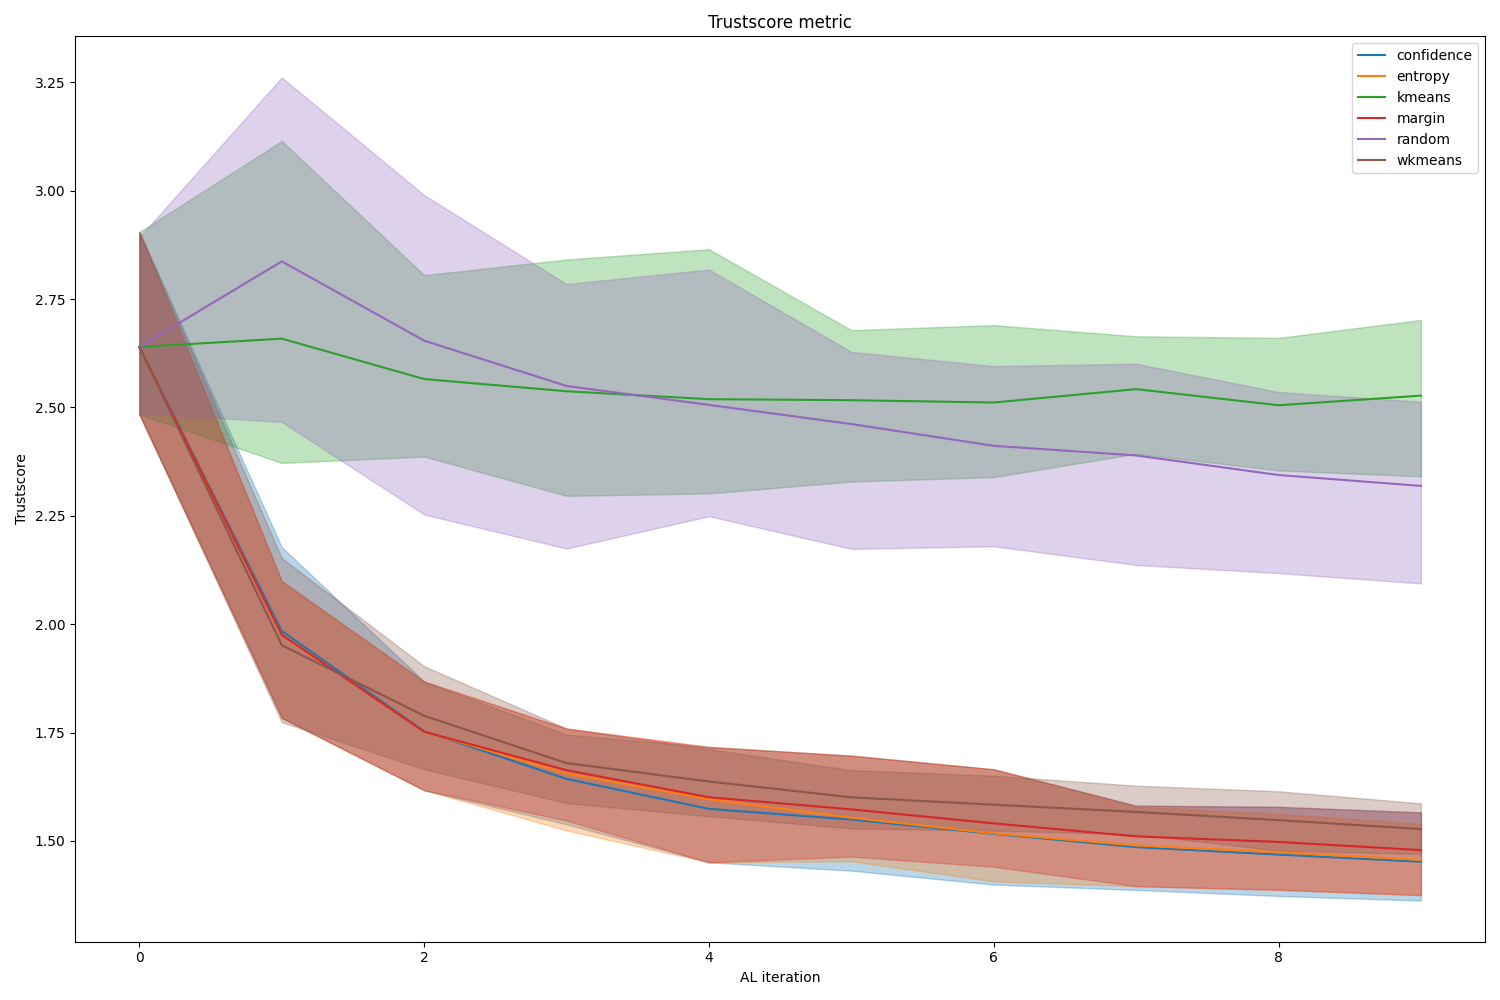 Trustscore metric
confidence
entropy
kmeans
margin
random
wkmeans
3.25
3.00
2.75
2.50
2.25
2.00
1.75
1.50
Trustscore
0
2
4
6
8
AL iteration